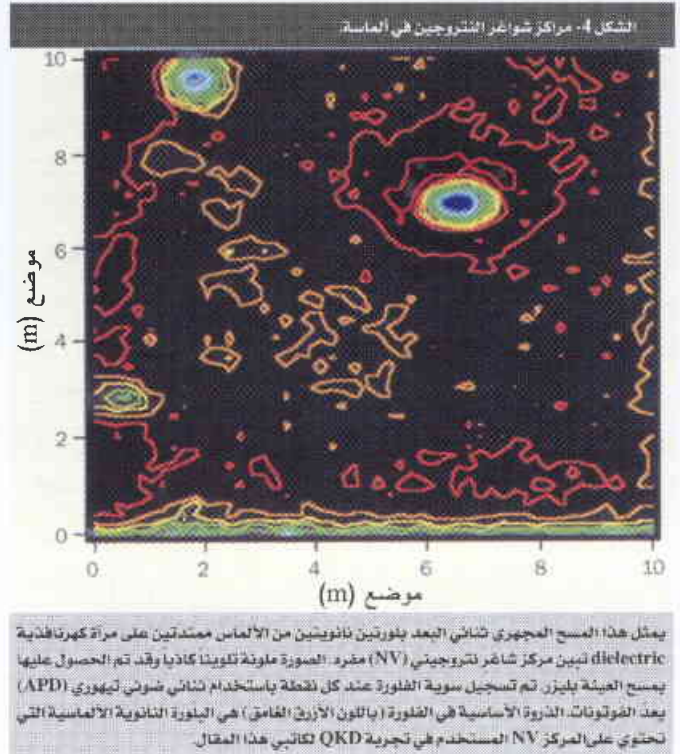 الشكل 4- مراكز شواغر النتروجين في ألماسة.
10
8
6
4
2
0
موضع (m)
0 2 4 6 8 10
موضع (m)
يمثل هذا المسح المجهري ثنائي البعد بلورتين نانويتين من الألماس ممتدتين على مرآة كهرنافذية
dielectric تبين مركز شاغر نتروجيني (NV) مفرد. الصورة ملونة تلوينا كاذبا وقد تم الحصول عليها
بمسح العينة بليزر. تم تسجيل سوية الفلورة عند كل نقطة باستخدام ثنائي ضوئي تيهوري (APD)
يعد الفوتونات. الذروة الأساسية في الفلورة (باللون الأزرق الغامق) هي البلورة النانوية الألماسية التي
تحتوي على المركز NV المستخدم في تجربة QKD لكاتبي هذا المقال.